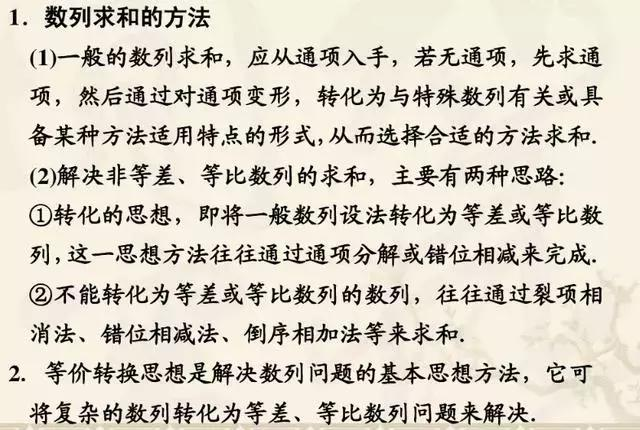 1. 数列求和的方法
(1)一般的数列求和，应从通项入手，若无通项，先求通
项，然后通过对通项变形，转化为与特殊数列有关或具
备某种方法适用特点的形式,从而选择合适的方法求和.
(2)解决非等差、等比数列的求和，主要有两种思路:
①转化的思想，即将一般数列设法转化为等差或等比数
列,这一思想方法往往通过通项分解或错位相减来完成.
②不能转化为等差或等比数列的数列，往往通过裂项相
消法、错位相减法、倒序相加法等来求和.
2. 等价转换思想是解决数列问题的基本思想方法，它可
将复杂的数列转化为等差、等比数列问题来解决.